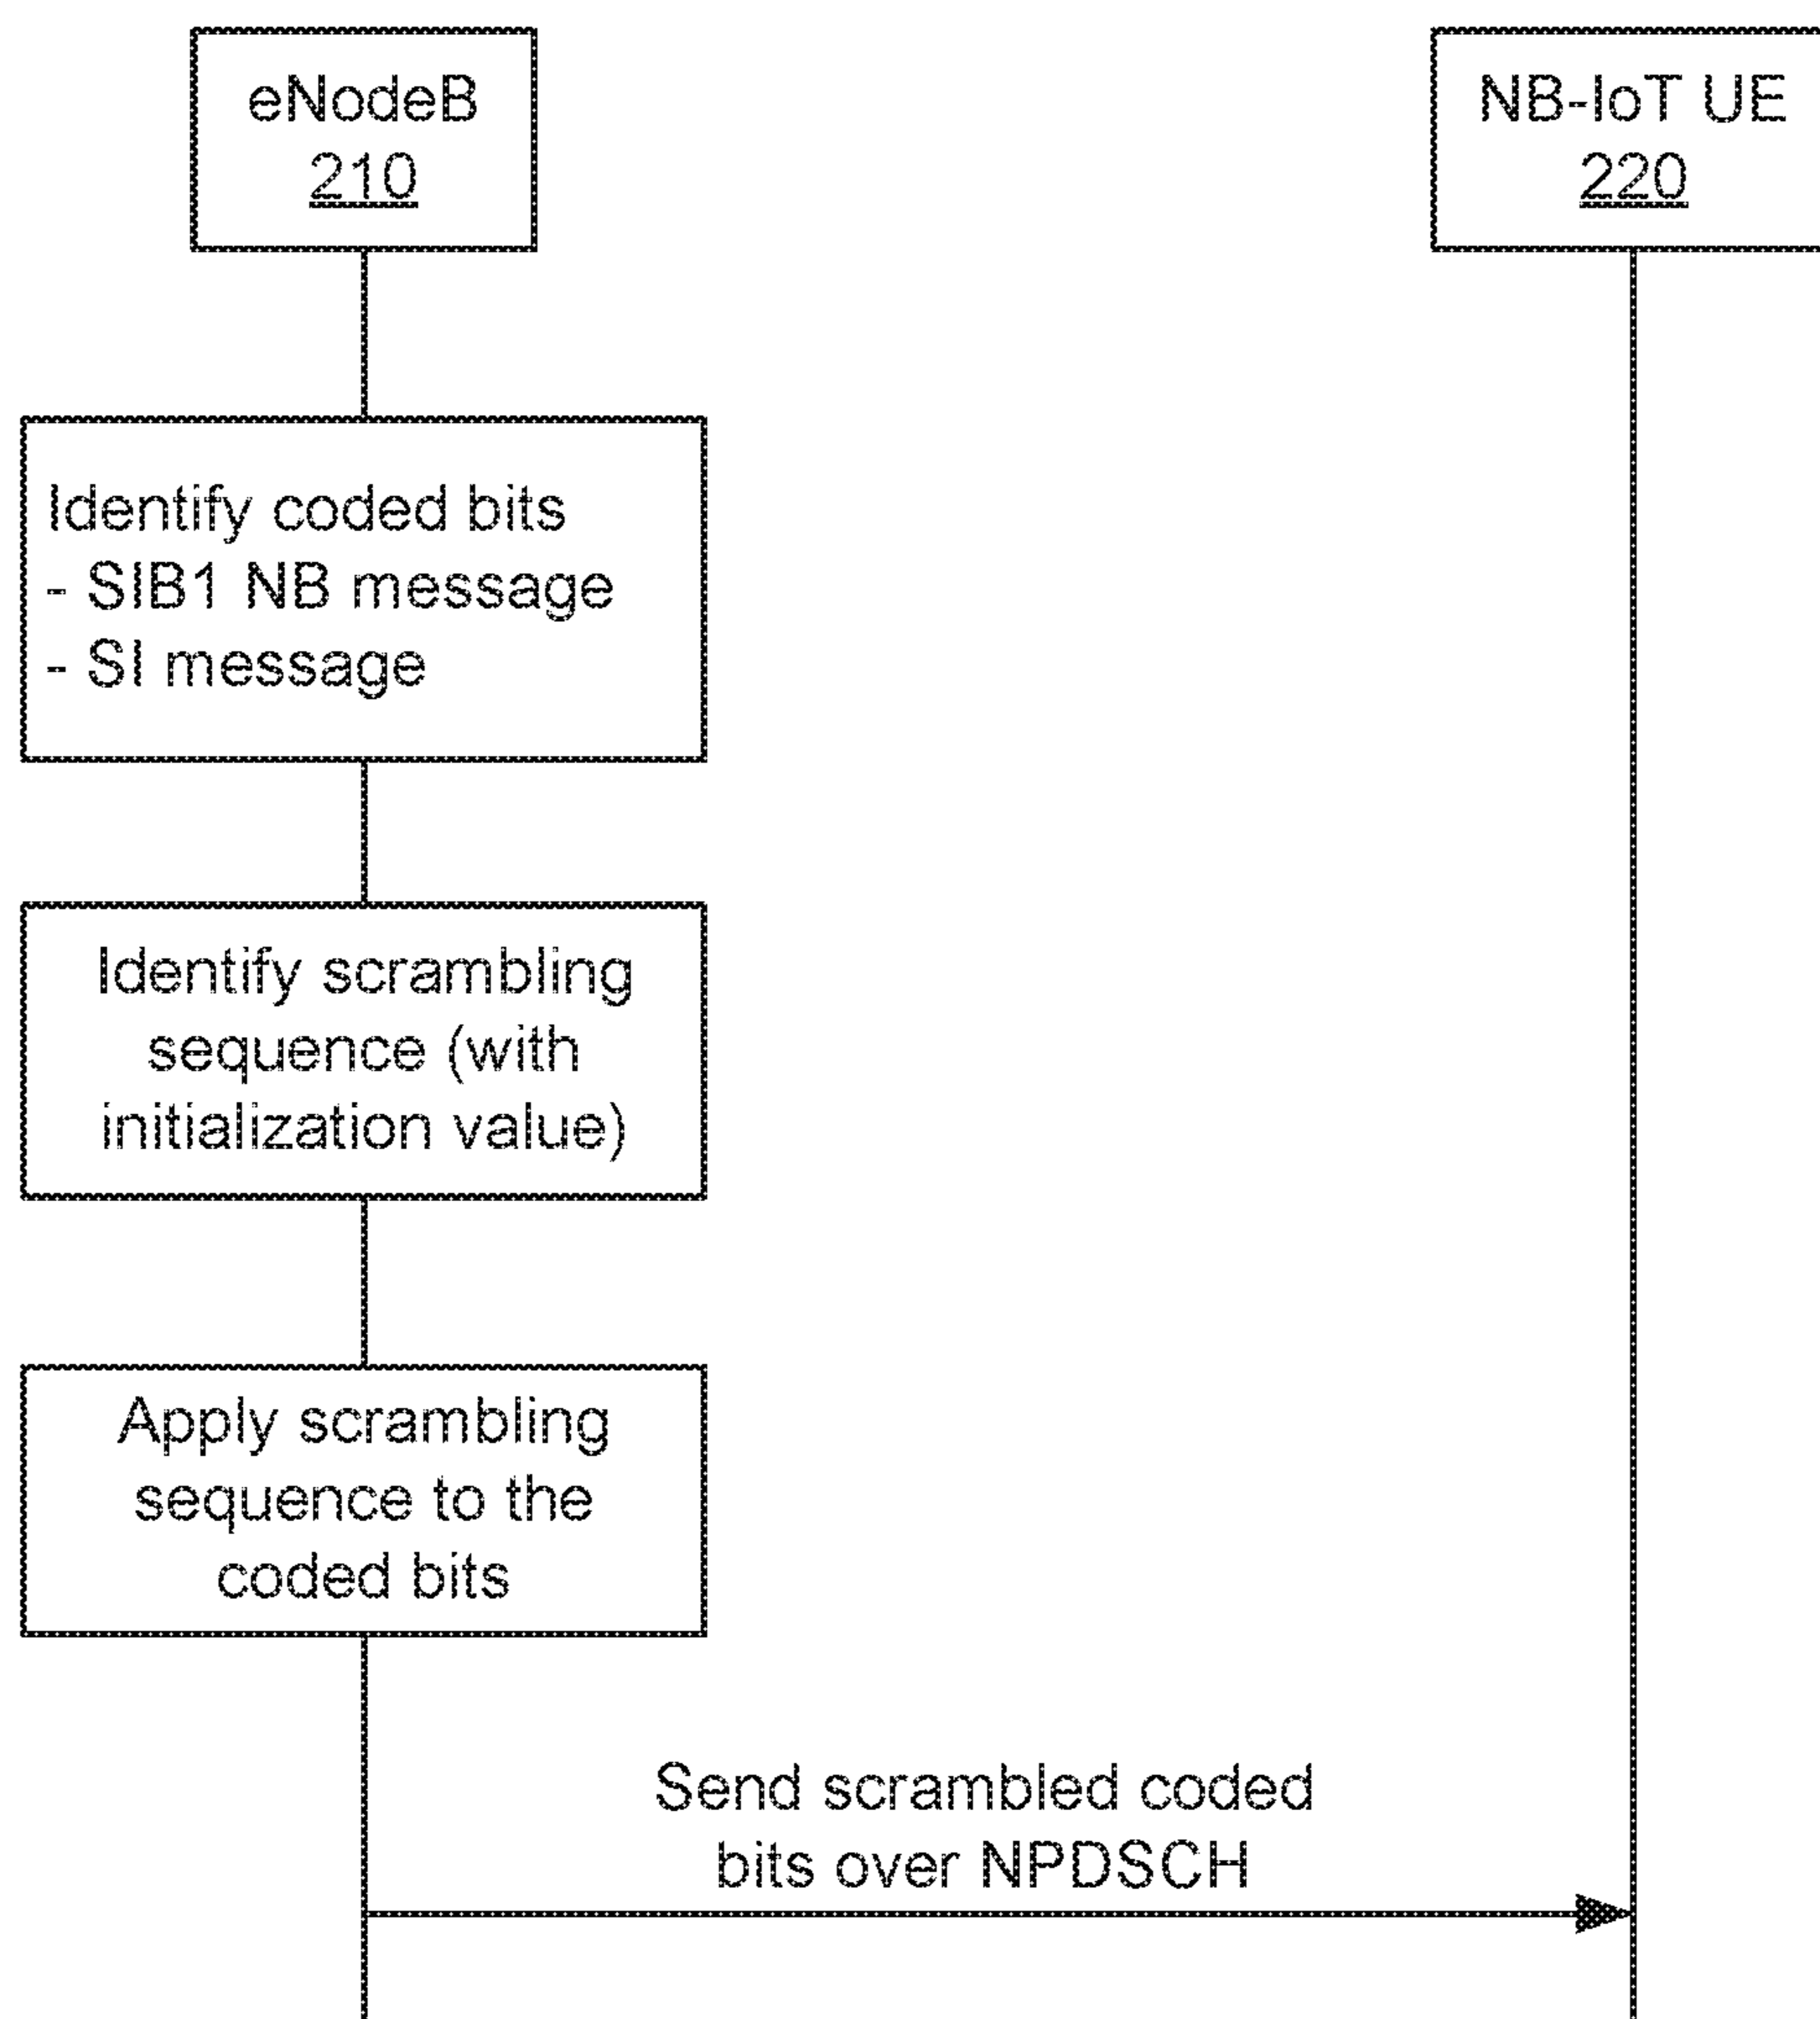 eNodeB
210
NB-IoT UE
220
Identify coded bits
- SIB1 NB message
- SI message
Identify scrambling
sequence (with
initialization value)
Apply scrambling
sequence to the
coded bits
Send scrambled coded
bits over NPDSCH